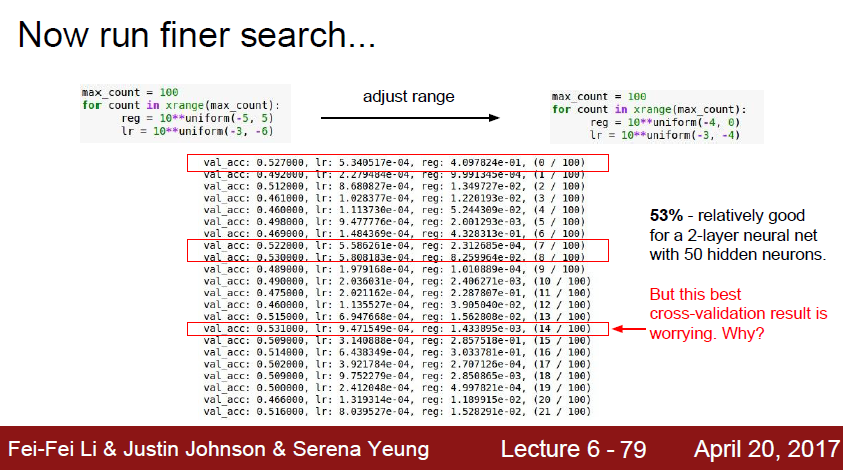 Now run finer search...
max_count = 100
for count in xrange(max_count):
reg = 10**uniform(-5, 5)
lr = 10**uniform(-3, -6)
adjust range
max_count = 100
for count in xrange(max_count):
reg = 10**uniform(-4, 0)
lr = 10**uniform(-3, -4)
val_acc: 0.527000, lr: 5.340517e-04, reg: 4.097824e-01, (0 / 100)
val_acc: 0.492000, lr: 2.279484e-04, reg: 9.991345e-04, (1 / 100)
val_acc: 0.512000, lr: 8.680827e-04, reg: 1.349727e-02, (2 / 100)
val_acc: 0.461000, lr: 1.028377e-04, reg: 1.220193e-02, (3 / 100)
val_acc: 0.460000, lr: 1.113730e-04, reg: 5.244309e-02, (4 / 100)
val_acc: 0.498000, lr: 9.477776e-04, reg: 2.001293e-03, (5 / 100)
val_acc: 0.469000, lr: 1.484369e-04, reg: 4.328313e-01, (6 / 100)
val_acc: 0.522000, lr: 5.586261e-04, reg: 2.312685e-04, (7 / 100)
val_acc: 0.530000, lr: 5.808183e-04, reg: 8.259964e-02, (8 / 100)
val_acc: 0.489000, lr: 1.979168e-04, reg: 1.010889e-04, (9 / 100)
val_acc: 0.490000, lr: 2.036031e-04, reg: 2.406271e-03, (10 / 100)
val_acc: 0.475000, lr: 2.021162e-04, reg: 2.287807e-01, (11 / 100)
val_acc: 0.460000, lr: 1.135527e-04, reg: 3.905040e-02, (12 / 100)
val_acc: 0.515000, lr: 6.947668e-04, reg: 1.562808e-02, (13 / 100)
val_acc: 0.531000, lr: 9.471549e-04, reg: 1.433895e-03, (14 / 100)
val_acc: 0.509000, lr: 3.140888e-04, reg: 2.857518e-01, (15 / 100)
val_acc: 0.514000, lr: 6.438349e-04, reg: 3.033781e-01, (16 / 100)
val_acc: 0.502000, lr: 3.921784e-04, reg: 2.707126e-04, (17 / 100)
val_acc: 0.509000, lr: 9.752279e-04, reg: 2.850865e-03, (18 / 100)
val_acc: 0.500000, lr: 2.412048e-04, reg: 4.997821e-04, (19 / 100)
val_acc: 0.466000, lr: 1.319314e-04, reg: 1.189915e-02, (20 / 100)
val_acc: 0.516000, lr: 8.039527e-04, reg: 1.528291e-02, (21 / 100)
53% - relatively good
for a 2-layer neural net
with 50 hidden neurons.
But this best
cross-validation result is
worrying. Why?
Fei-Fei Li & Justin Johnson & Serena Yeung
Lecture 6 - 79
April 20, 2017